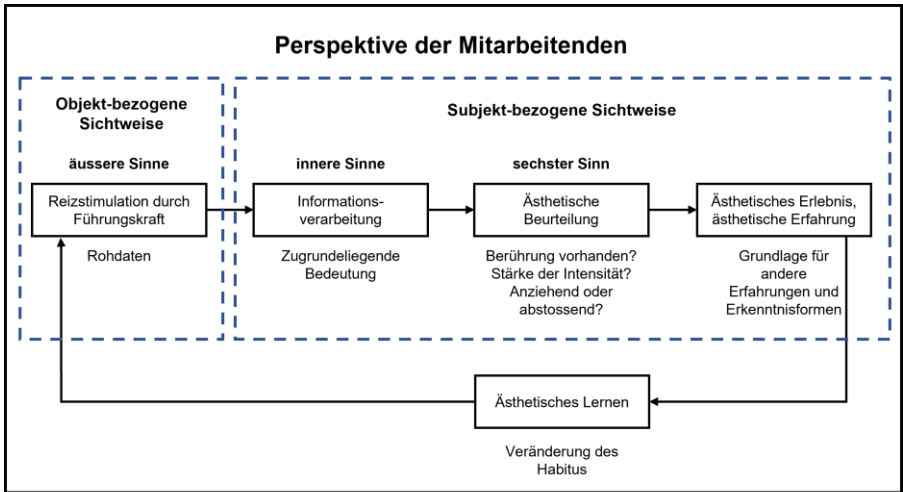 Perspektive der Mitarbeitenden
Objekt-bezogene
Sichtweise
Subjekt-bezogene Sichtweise
äussere Sinne
innere Sinne
sechster Sinn
Reizstimulation durch
Führungskraft
Informations-
verarbeitung
Ästhetische
Beurteilung
Ästhetisches Erlebnis,
ästhetische Erfahrung
Rohdaten
Zugrundeliegende
Bedeutung
Berührung vorhanden?
Stärke der Intensität?
Anziehend oder
abstossend?
Grundlage für
andere
Erfahrungen und
Erkenntnisformen
Ästhetisches Lernen
Veränderung des
Habitus